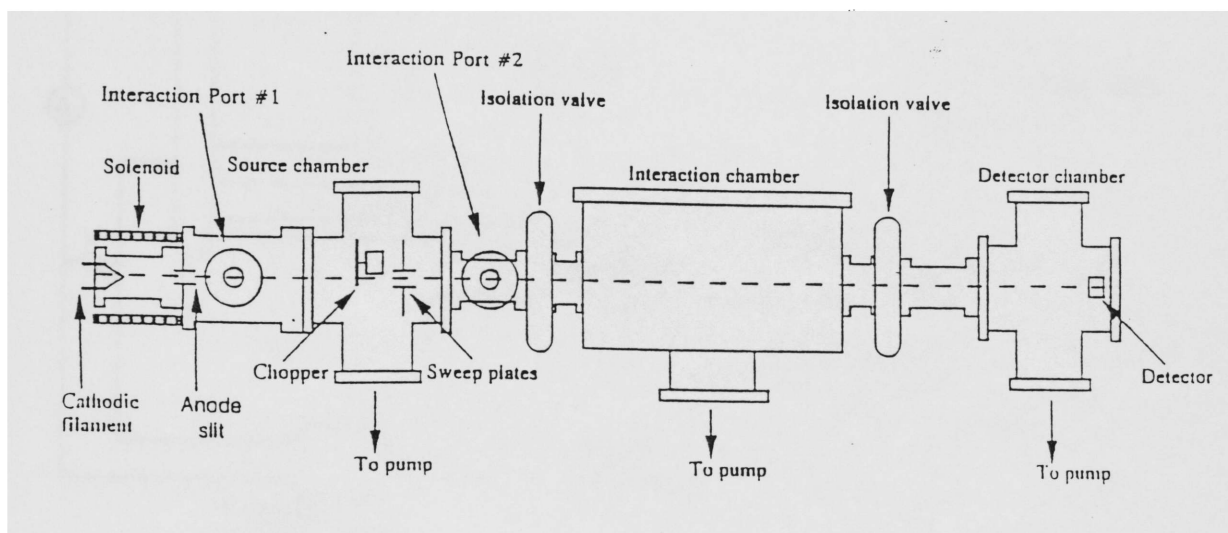 Interaction Port #2
Interaction Port #1
Isolation valve
Isolation valve
Solenoid
Source chamber
Interaction chamber
Detector chamber
Chopper
Sweep plates
Detector
Cathodic
filament
Anode
slit
To pump
To pump
To pump